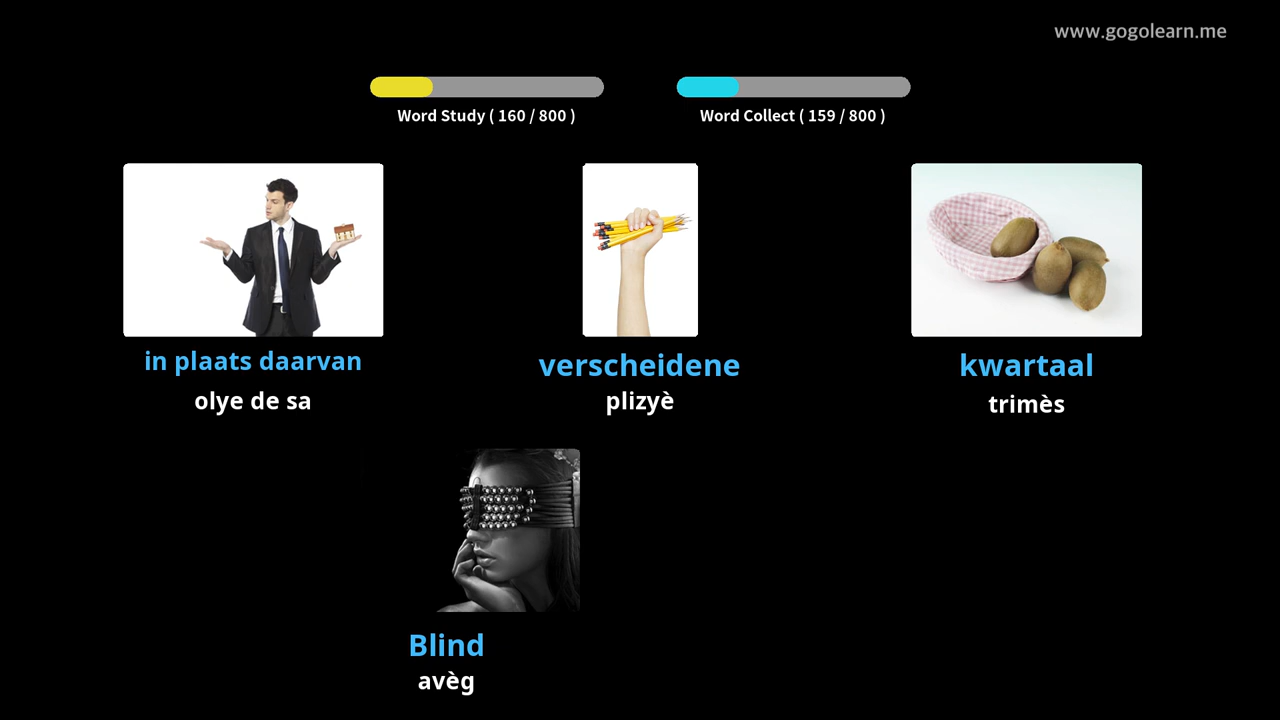 www.gogolearn.me
Word Study ( 160 / 800 )
Word Collect ( 159 / 800 )
in plaats daarvan
olye de sa
verscheidene
plizyè
kwartaal
trimès
Blind
avèg